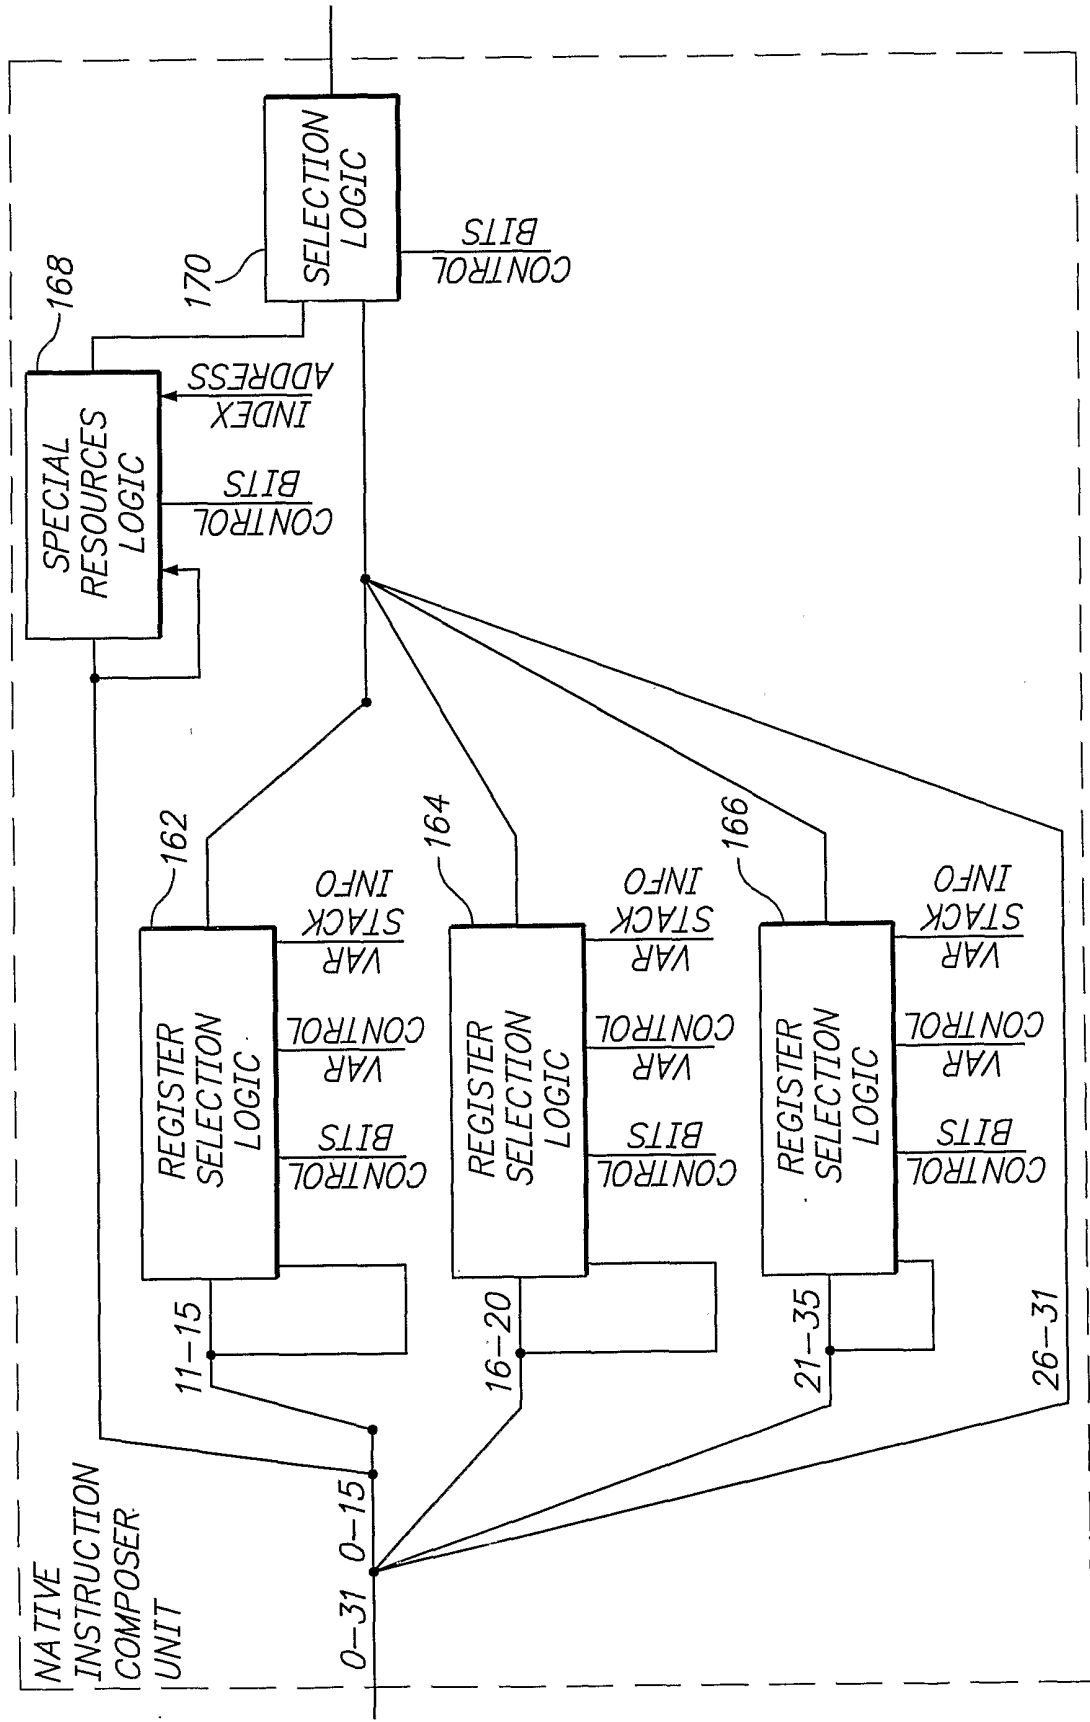 NATIVE
INSTRUCTION
COMPOSER
UNIT
0–31
0–15
11–15
16–20
21–35
26–31
REGISTER
SELECTION
LOGIC
162
CONTROL
BITS
VAR
CONTROL
VAR
STACK
INFO
REGISTER
SELECTION
LOGIC
164
CONTROL
BITS
VAR
CONTROL
VAR
STACK
INFO
REGISTER
SELECTION
LOGIC
166
CONTROL
BITS
VAR
CONTROL
VAR
STACK
INFO
SPECIAL
RESOURCES
LOGIC
168
CONTROL
BITS
INDEX
ADDRESS
170
SELECTION
LOGIC
CONTROL
BITS